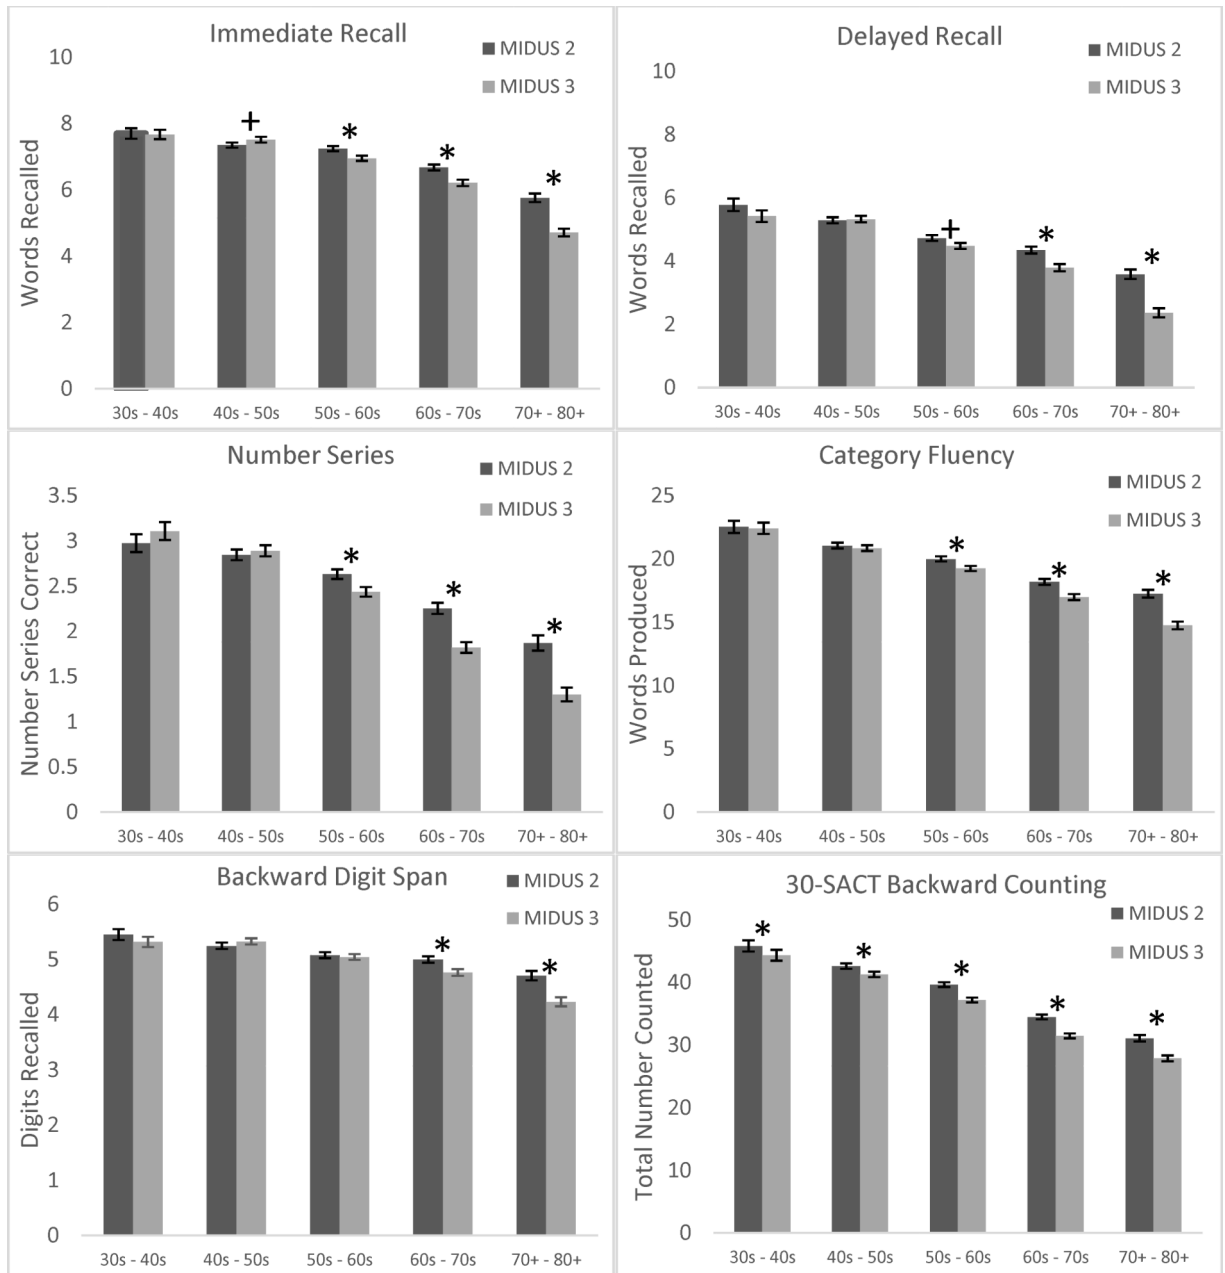 Immediate Recall
MIDUS 2
MIDUS 3
Words Recalled
10
8
6
4
2
0
+
*
*
*
30s - 40s
40s - 50s
50s - 60s
60s - 70s
70+ - 80+
Delayed Recall
MIDUS 2
MIDUS 3
Words Recalled
10
8
6
4
2
0
+
*
*
30s - 40s
40s - 50s
50s - 60s
60s - 70s
70+ - 80+
Number Series
MIDUS 2
MIDUS 3
Number Series Correct
3.5
3
2.5
2
1.5
1
0.5
0
*
*
*
30s - 40s
40s - 50s
50s - 60s
60s - 70s
70+ - 80+
Category Fluency
MIDUS 2
MIDUS 3
Words Produced
25
20
15
10
5
0
*
*
*
30s - 40s
40s - 50s
50s - 60s
60s - 70s
70+ - 80+
Backward Digit Span
MIDUS 2
MIDUS 3
Digits Recalled
6
5
4
3
2
1
0
*
*
30s - 40s
40s - 50s
50s - 60s
60s - 70s
70+ - 80+
30-SACT Backward Counting
MIDUS 2
MIDUS 3
Total Number Counted
50
40
30
20
10
0
*
*
*
*
*
30s - 40s
40s - 50s
50s - 60s
60s - 70s
70+ - 80+